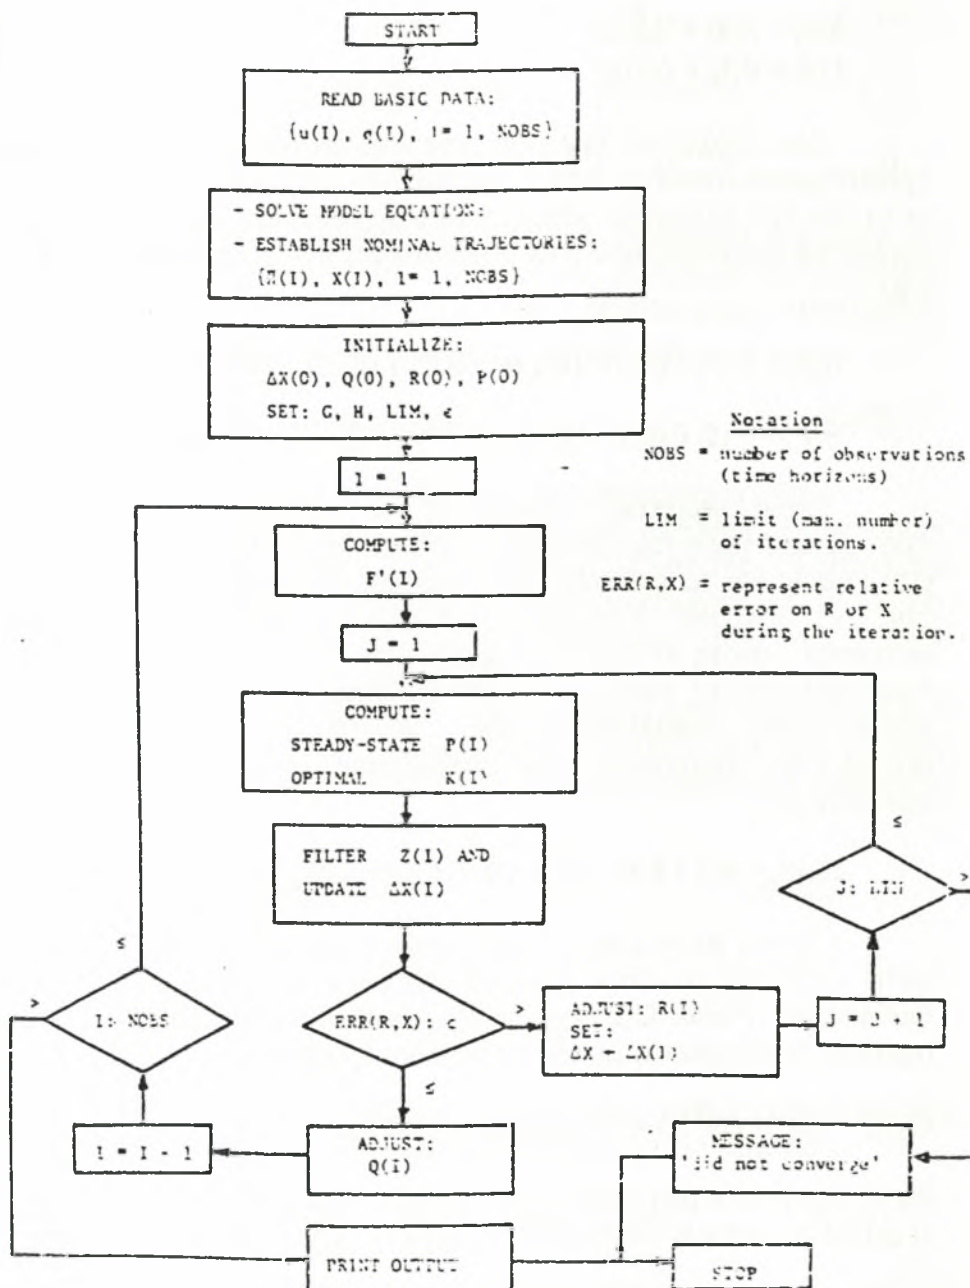 START
READ BASIC DATA:
{u(I), q(I), I = 1, NOBS}
- SOLVE MODEL EQUATION:
- ESTABLISH NOMINAL TRAJECTORIES:
{Z(I), X(I), I = 1, NOBS}
INITIALIZE:
ΔX(0), Q(0), R(0), P(0)
SET: G, H, LIM, ε
I = 1
Notation
NOBS = number of observations
(time horizons)
LIM = limit (max. number)
of iterations.
ERR(R,X) = represent relative
error on R or X
during the iteration.
COMPUTE:
F'(I)
J = 1
COMPUTE:
STEADY-STATE P(I)
OPTIMAL K(I)
FILTER Z(I) AND
UPDATE ΔX(I)
≤
J: LIM
>
≤
>
I: NOBS
ERR(R,X): ε
>
≤
ADJUST: R(I)
SET:
ΔX ← ΔX(I)
J = J + 1
I = I - 1
ADJUST:
Q(I)
MESSAGE:
'Did not converge'
PRINT OUTPUT
STOP